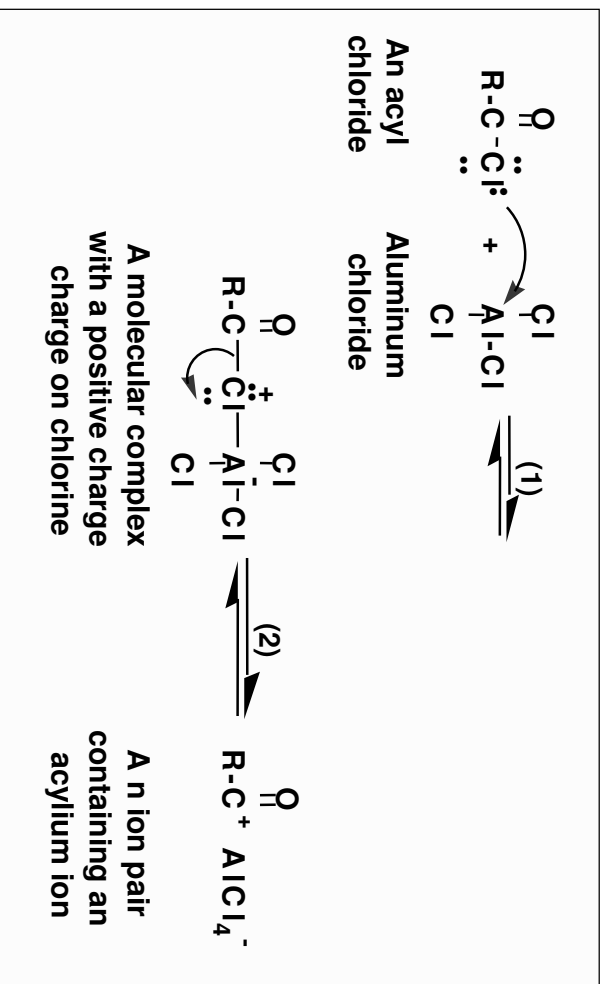 O
R-C-Cl + Al-Cl (1)
Cl
Cl
An acyl
chloride
Aluminum
chloride
O
R-C—Cl—Al-Cl (2) R-C+ AlCl4-
+
-
Cl
Cl
O
A molecular complex
with a positive charge
charge on chlorine
A n ion pair
containing an
acylium ion